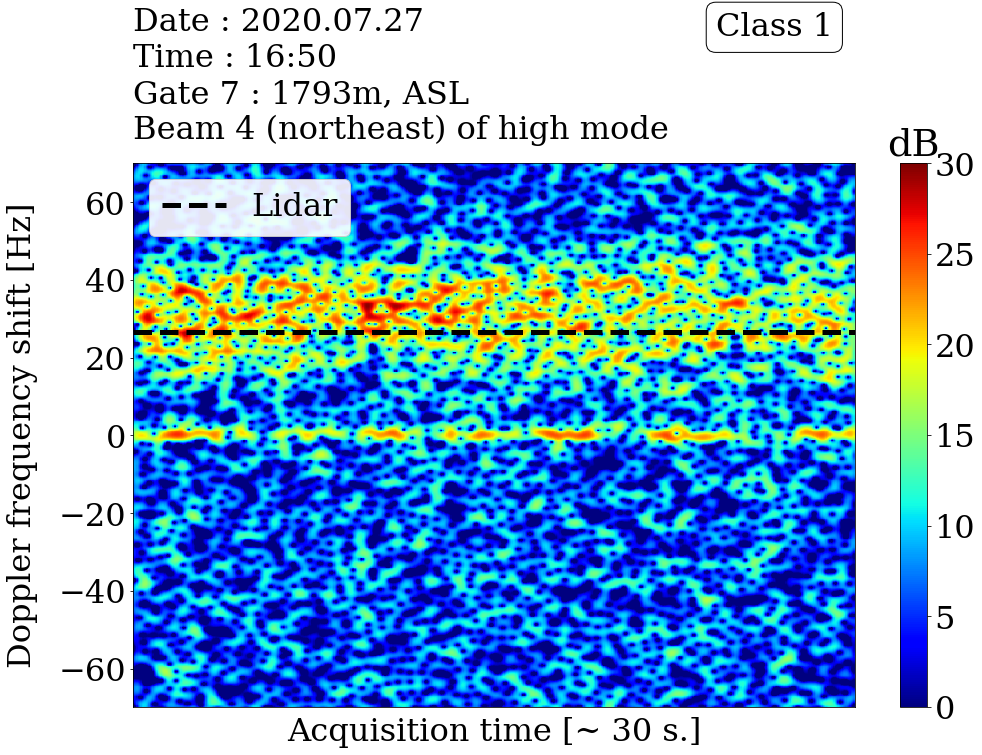 Date : 2020.07.27
Time : 16:50
Gate 7 : 1793m, ASL
Beam 4 (northeast) of high mode
Class 1
dB
Lidar
Doppler frequency shift [Hz]
60
40
20
0
−20
−40
−60
Acquisition time [~ 30 s.]
30
25
20
15
10
5
0